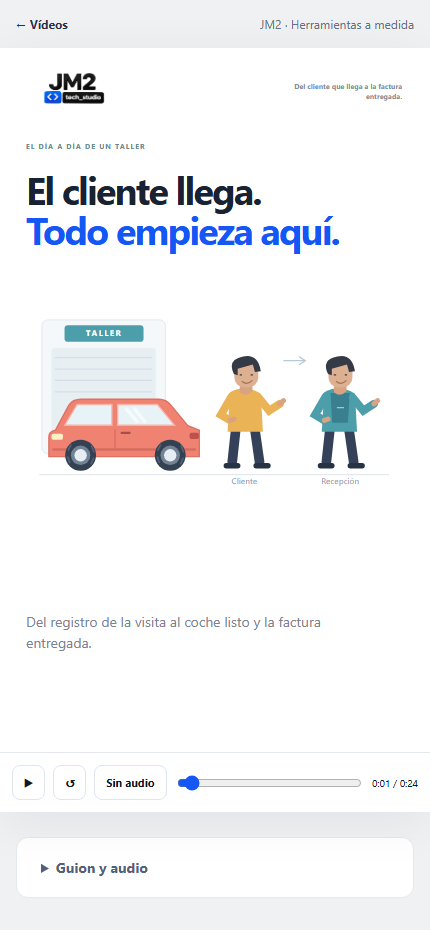 ← Vídeos
JM2 · Herramientas a medida
JM2
<> tech_studio
Del cliente que llega a la factura
entregada.
EL DÍA A DÍA DE UN TALLER
El cliente llega.
Todo empieza aquí.
TALLER
Cliente
Recepción
Del registro de la visita al coche listo y la factura
entregada.
▶ ↺ Sin audio 0:01 / 0:24
▶ Guion y audio